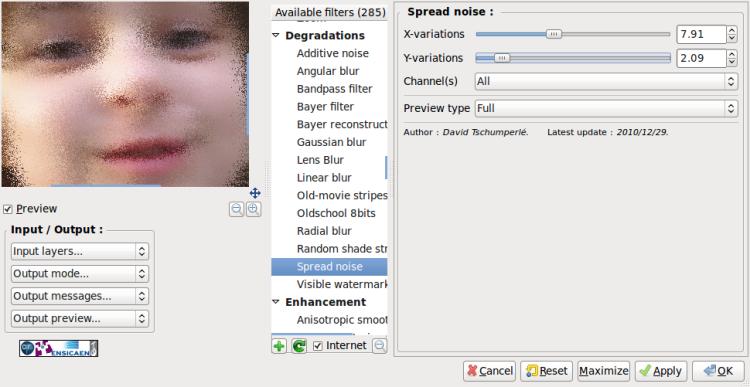 Available filters (285)
Degradations
Additive noise
Angular blur
Bandpass filter
Bayer filter
Bayer reconstruct
Gaussian blur
Lens Blur
Linear blur
Old-movie stripes
Oldschool 8bits
Radial blur
Random shade str
Spread noise
Visible watermark
Enhancement
Anisotropic smoot
Internet
Preview
Input / Output :
Input layers...
Output mode...
Output messages...
Output preview...
ENSICAEN
Spread noise :
X-variations 7.91
Y-variations 2.09
Channel(s) All
Preview type Full
Author : David Tschumperlé. Latest update : 2010/12/29.
Cancel Reset Maximize Apply OK